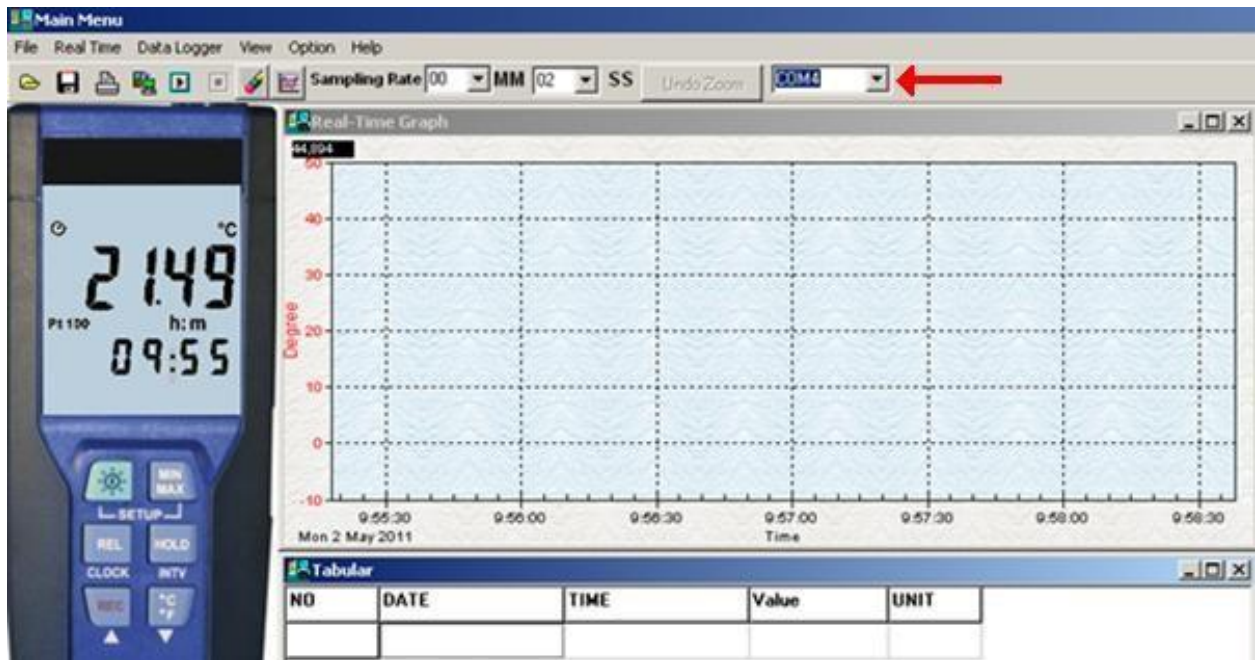 Main Menu
File Real Time Data Logger View Option Help
Sampling Rate 00 MM 02 SS Undo Zoom COM4
Real-Time Graph
44,894
50
40
°C
21.49
30
Pt 100 h:m
09:55
Degree
20
10
0
-10
9:55:30 9:56:00 9:56:30 9:57:00 9:57:30 9:58:00 9:58:30
Mon 2 May 2011 Time
MIN
MAX
SETUP
REL HOLD
CLOCK INTV
REC °C
°F
Tabular
NO DATE TIME Value UNIT